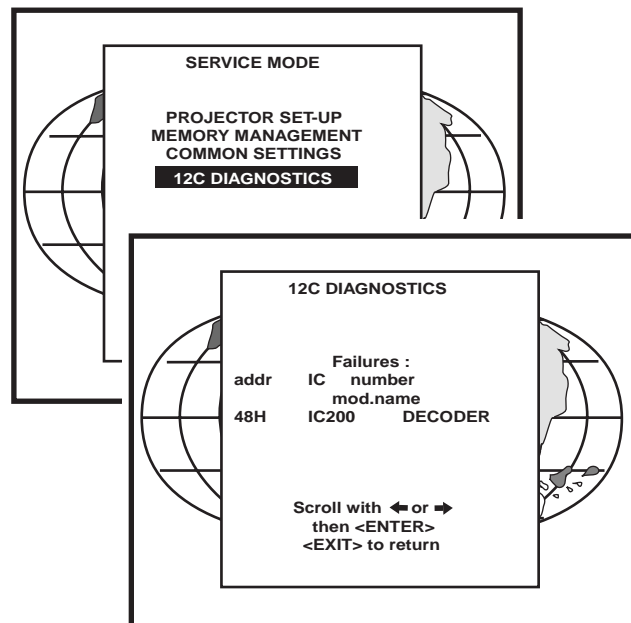 SERVICE MODE
PROJECTOR SET-UP
MEMORY MANAGEMENT
COMMON SETTINGS
12C DIAGNOSTICS
12C DIAGNOSTICS
Failures :
addr IC number
mod.name
48H IC200 DECODER
Scroll with ← or →
then <ENTER>
<EXIT> to return